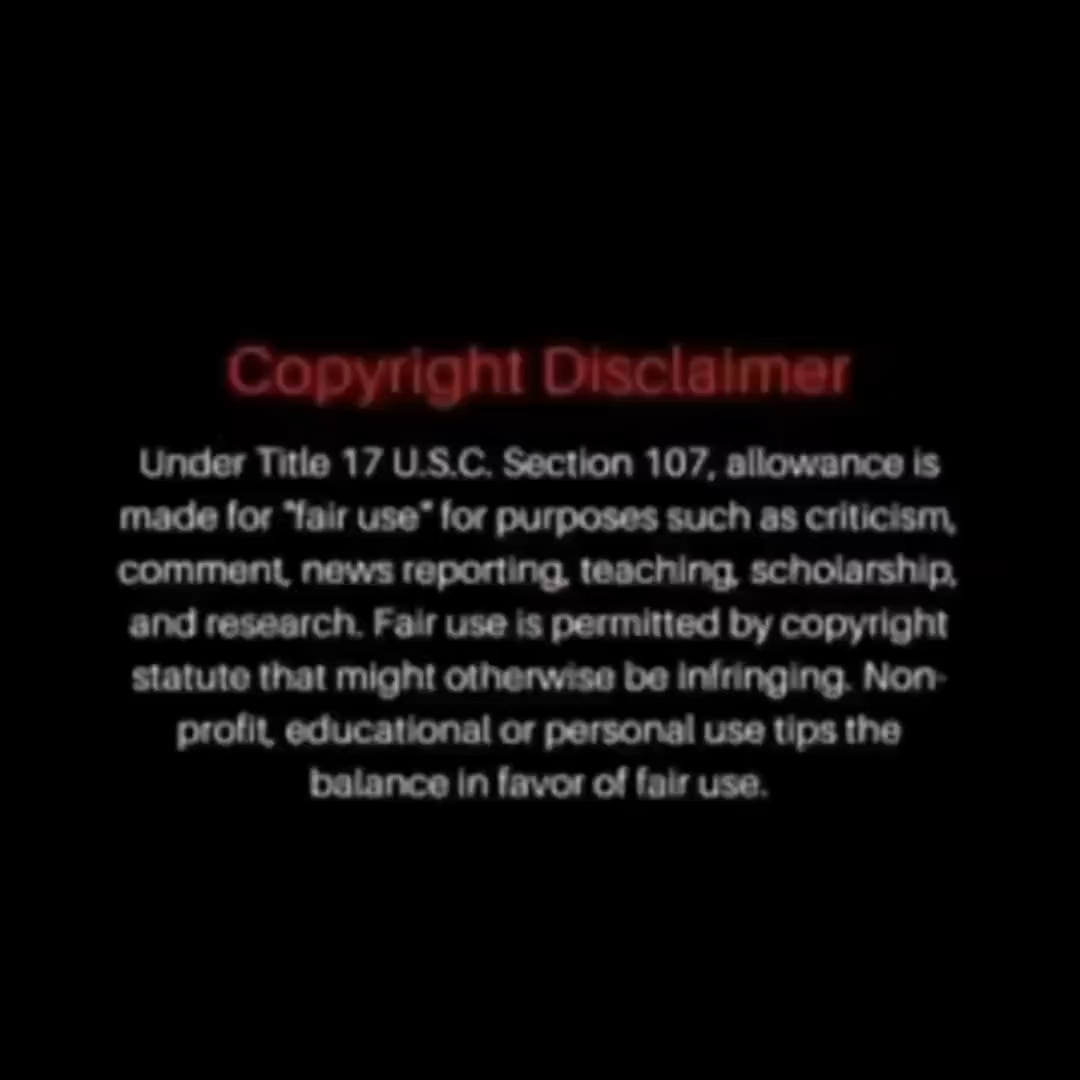 Copyright Disclaimer
Under Title 17 U.S.C. Section 107, allowance is
made for "fair use" for purposes such as criticism,
comment, news reporting, teaching, scholarship,
and research. Fair use is permitted by copyright
statute that might otherwise be infringing. Non-
profit, educational or personal use tips the
balance in favor of fair use.